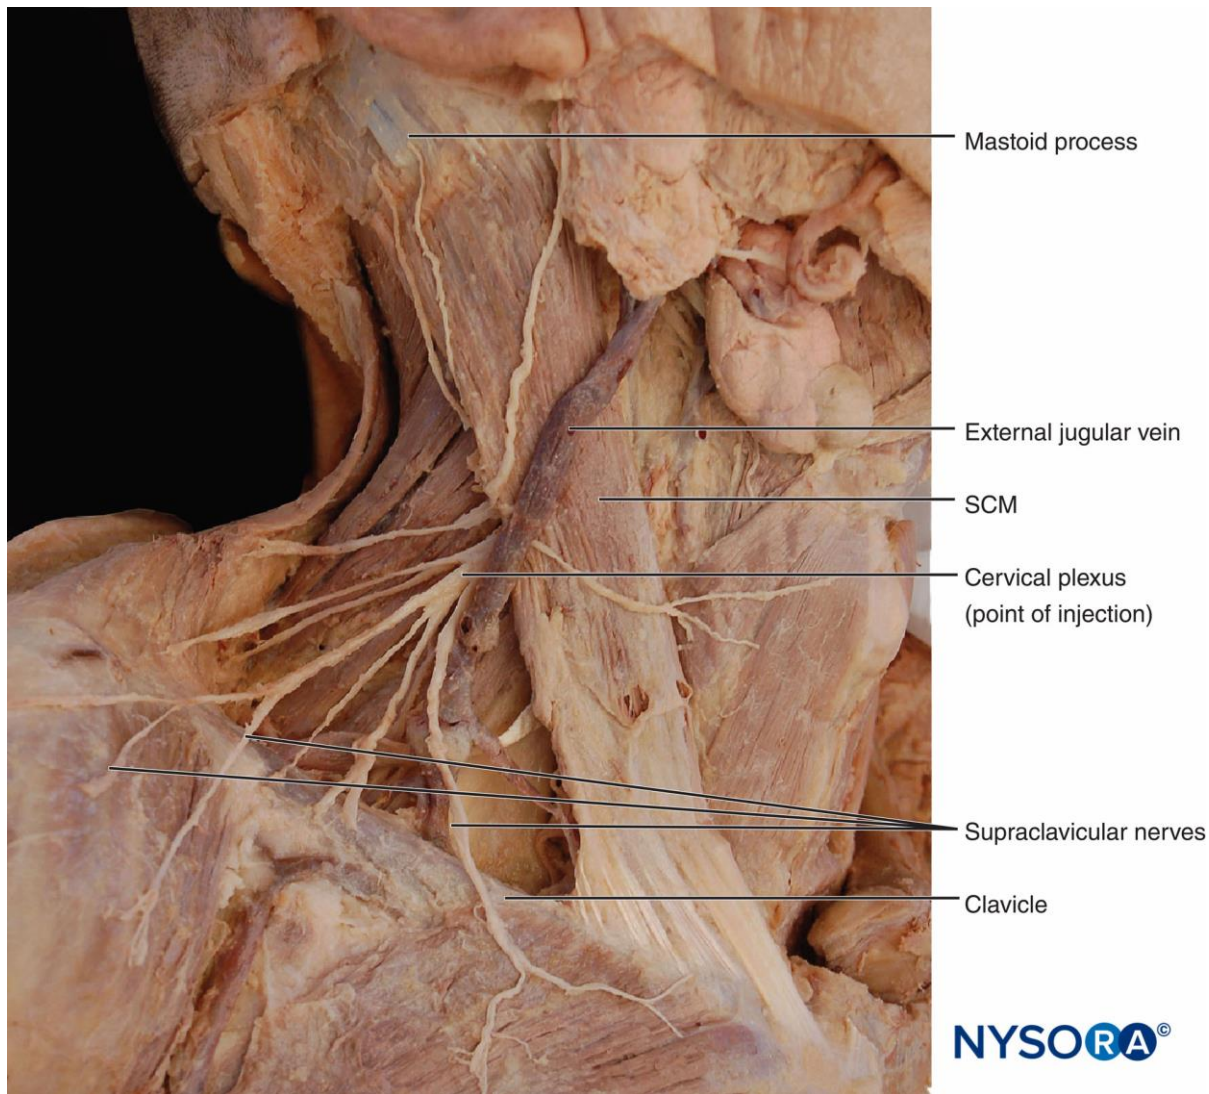 Mastoid process
External jugular vein
SCM
Cervical plexus
(point of injection)
Supraclavicular nerves
Clavicle
NYSORA©